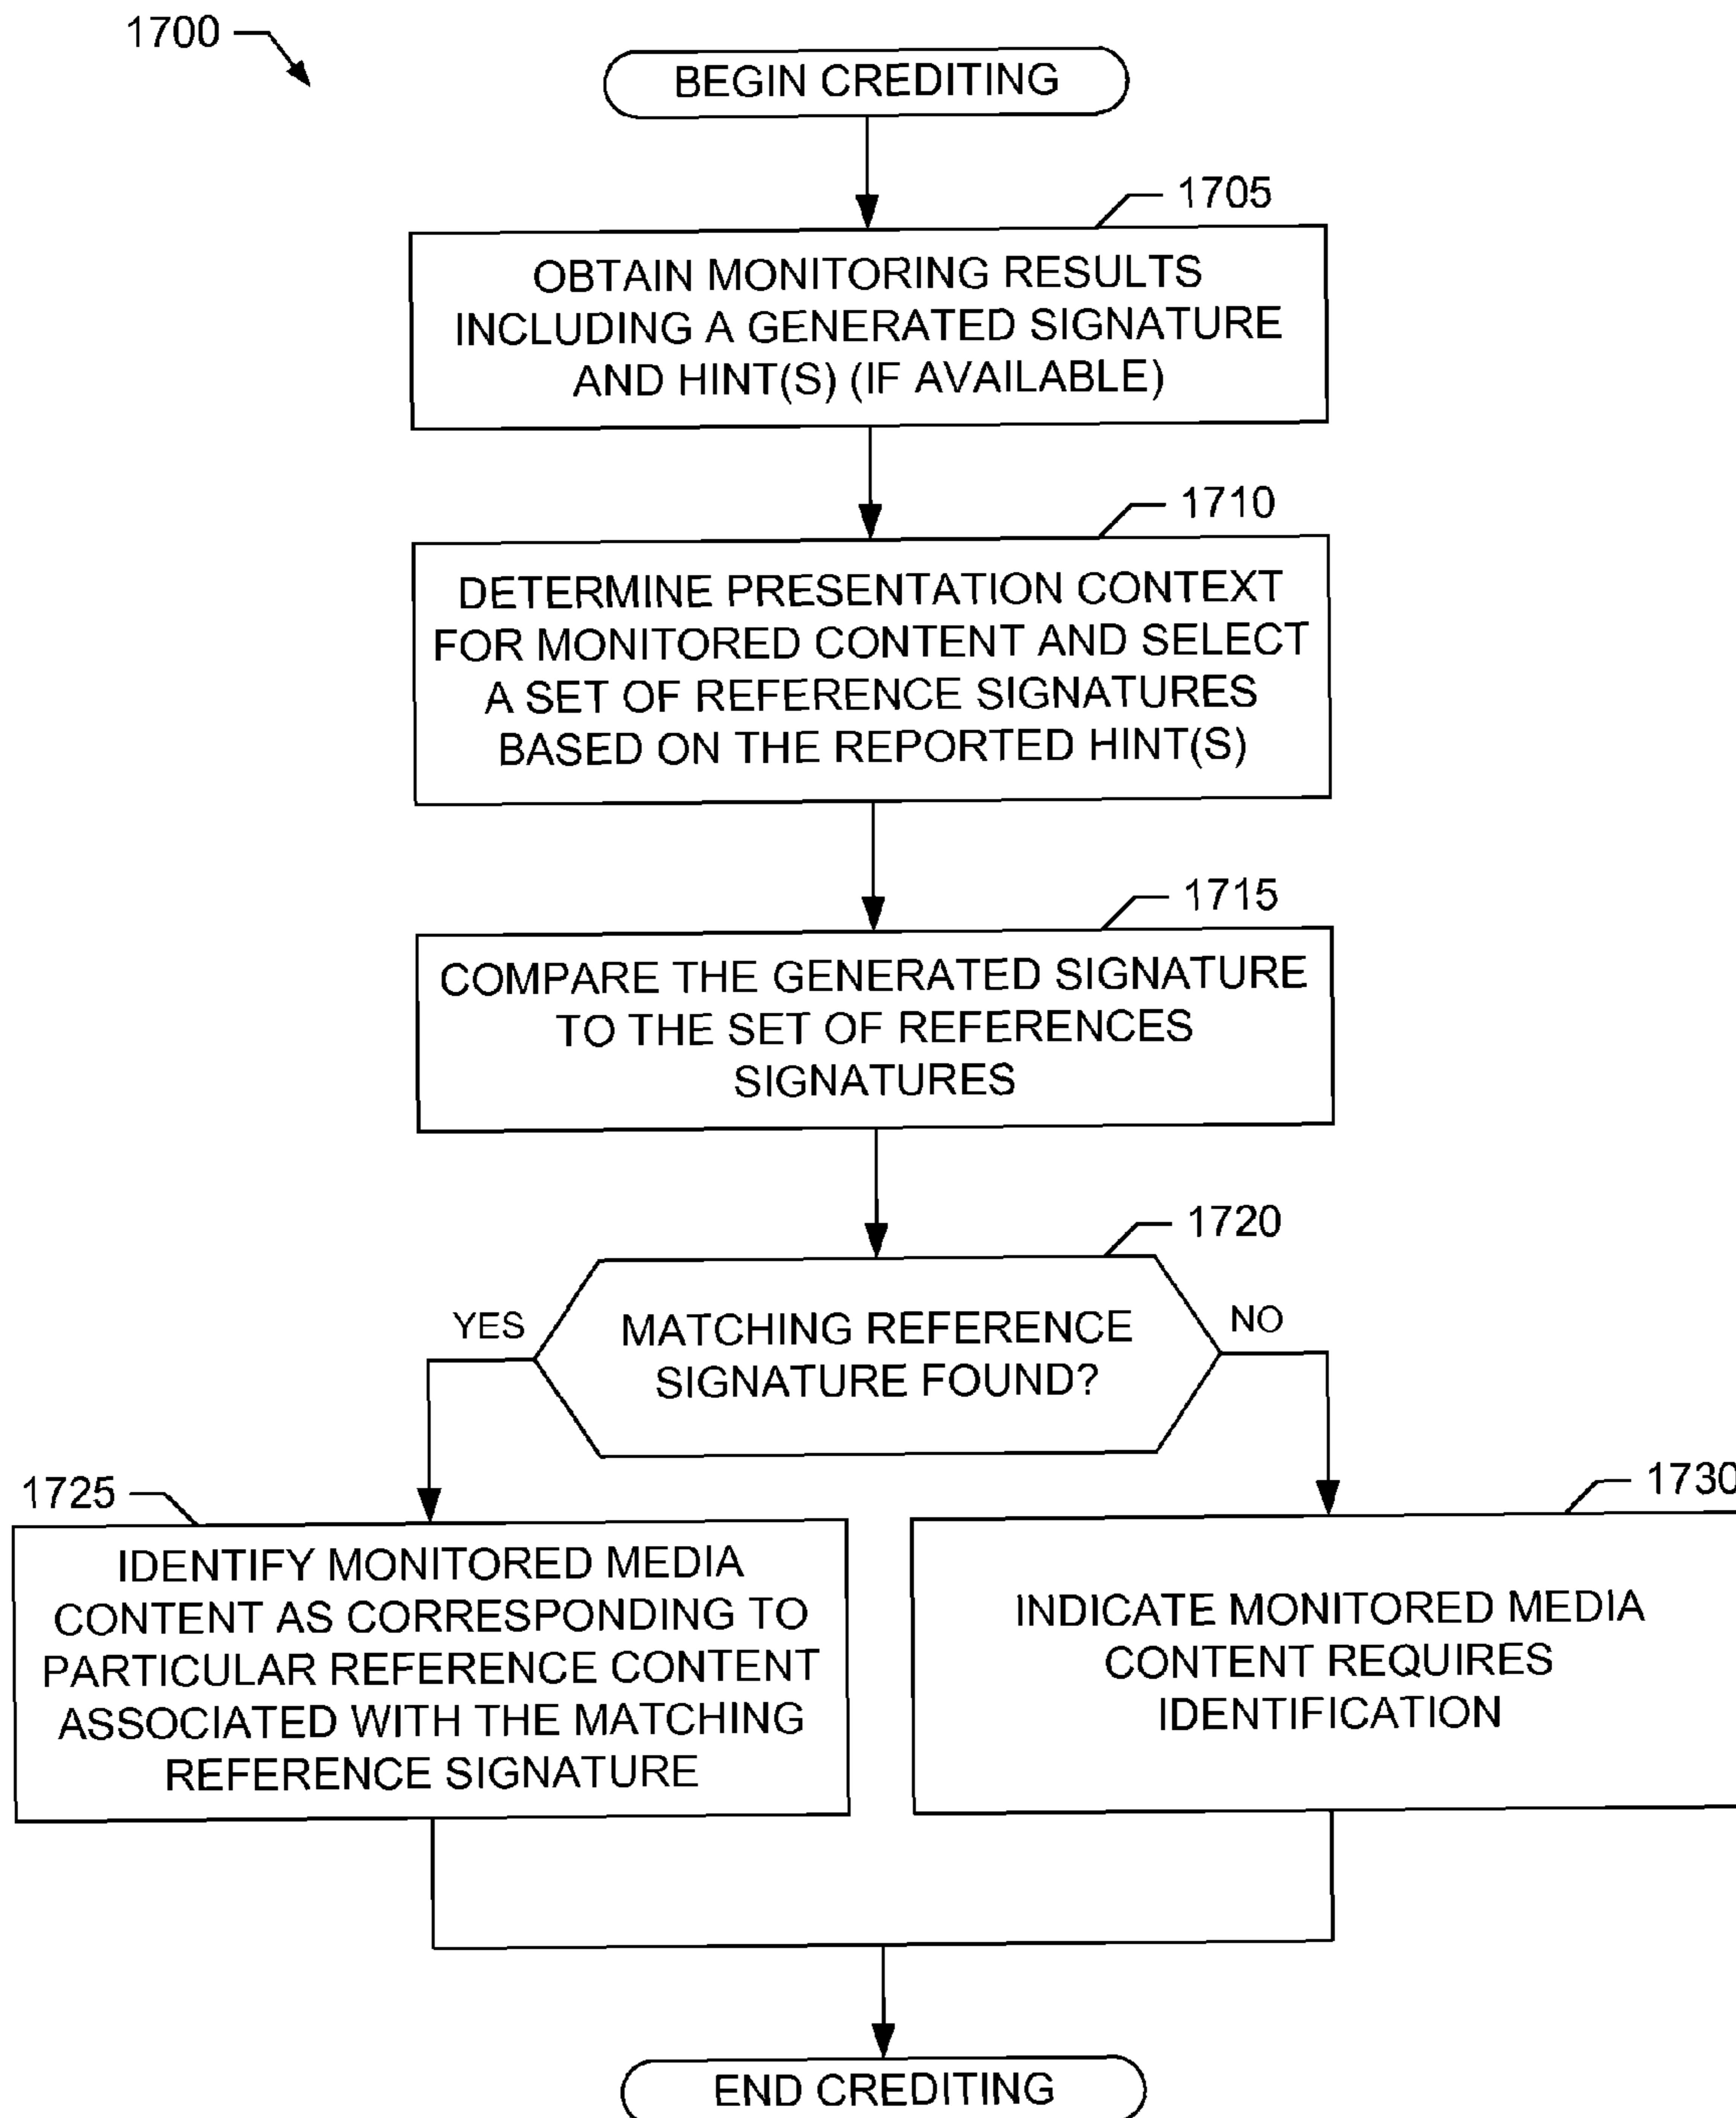 1700
BEGIN CREDITING
1705
OBTAIN MONITORING RESULTS
INCLUDING A GENERATED SIGNATURE
AND HINT(S) (IF AVAILABLE)
1710
DETERMINE PRESENTATION CONTEXT
FOR MONITORED CONTENT AND SELECT
A SET OF REFERENCE SIGNATURES
BASED ON THE REPORTED HINT(S)
1715
COMPARE THE GENERATED SIGNATURE
TO THE SET OF REFERENCES
SIGNATURES
1720
YES
MATCHING REFERENCE
SIGNATURE FOUND?
NO
1725
IDENTIFY MONITORED MEDIA
CONTENT AS CORRESPONDING TO
PARTICULAR REFERENCE CONTENT
ASSOCIATED WITH THE MATCHING
REFERENCE SIGNATURE
1730
INDICATE MONITORED MEDIA
CONTENT REQUIRES
IDENTIFICATION
END CREDITING